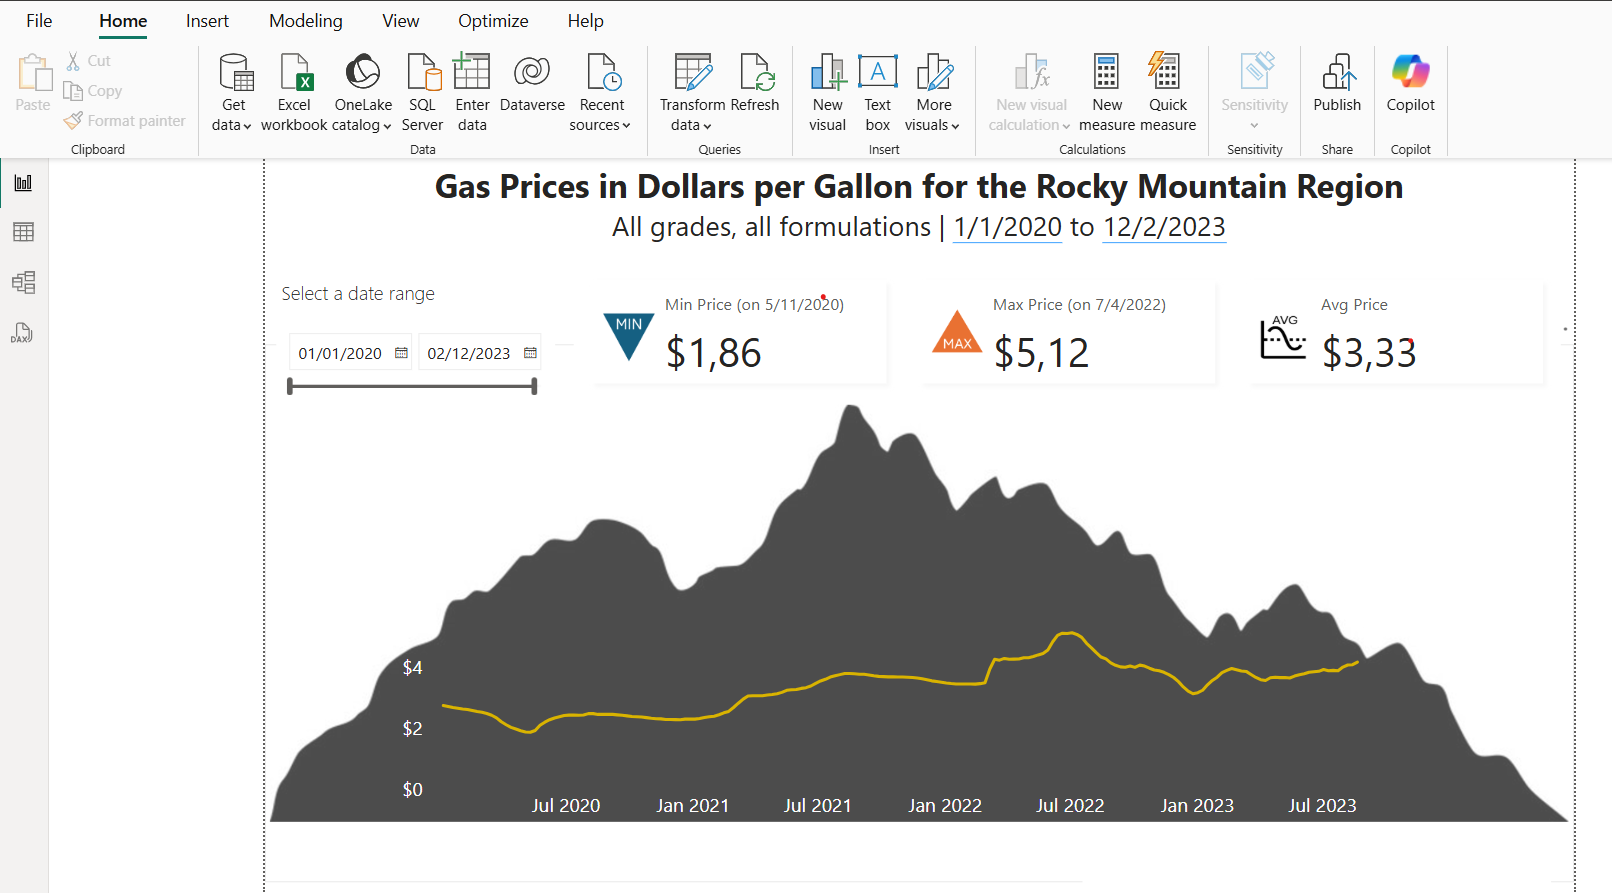 File Home Insert Modeling View Optimize Help
Paste
Cut
Copy
Format painter
Clipboard
Get data
Excel workbook
OneLake catalog
SQL Server
Enter data
Dataverse
Recent sources
Data
Transform data
Refresh
Queries
New visual
Text box
More visuals
Insert
New visual calculation
New measure
Quick measure
Calculations
Sensitivity
Sensitivity
Publish
Share
Copilot
Copilot
DAX
Gas Prices in Dollars per Gallon for the Rocky Mountain Region
All grades, all formulations | 1/1/2020 to 12/2/2023
Select a date range
01/01/2020 02/12/2023
MIN
Min Price (on 5/11/2020)
$1,86
MAX
Max Price (on 7/4/2022)
$5,12
AVG
Avg Price
$3,33
$4
$2
$0
Jul 2020 Jan 2021 Jul 2021 Jan 2022 Jul 2022 Jan 2023 Jul 2023